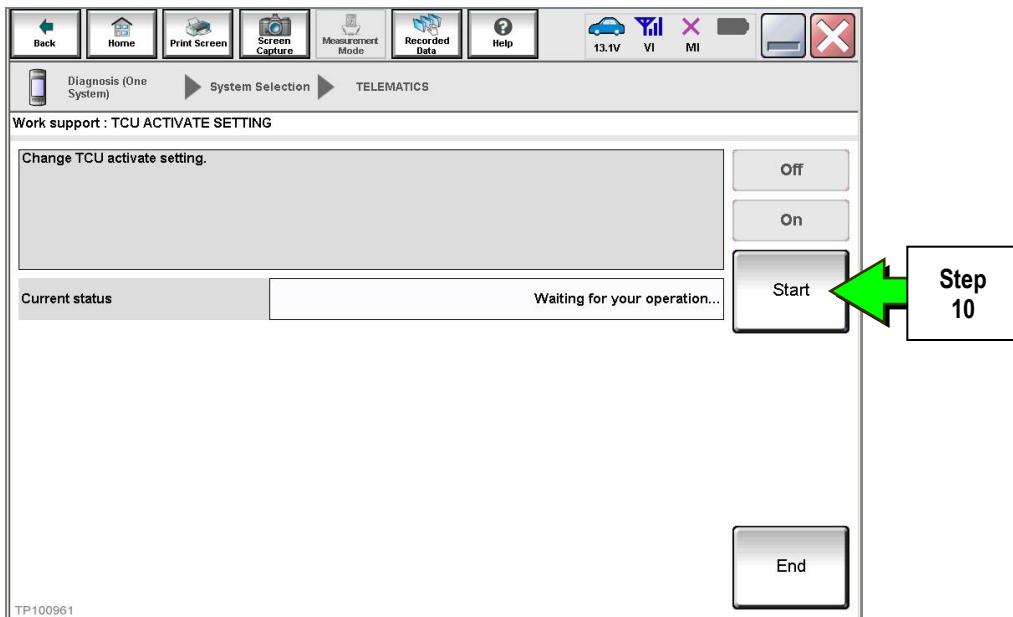 Back
Home
Print Screen
Screen
Capture
Measurement
Mode
Recorded
Data
Help
13.1V
VI
MI
Diagnosis (One
System)
System Selection
TELEMATICS
Work support : TCU ACTIVATE SETTING
Change TCU activate setting.
Off
On
Current status
Waiting for your operation...
Start
Step
10
End
TP100961